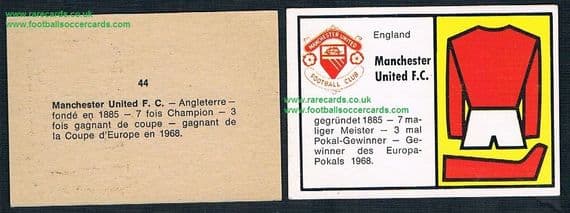 www.rarecards.co.uk
www.footballsoccercards.com
44
Manchester United F. C. – Angleterre –
fondé en 1885 – 7 fois Champion – 3
fois gagnant de coupe – gagnant de
la Coupe d'Europe en 1968.
MANCHESTER UNITED
FOOTBALL CLUB
England
Manchester
United F.C.
www.rarecards.co.uk
www.footballsoccercards.com
gegründet 1885 – 7 ma-
liger Meister – 3 mal
Pokal-Gewinner – Ge-
winner des Europa-
Pokals 1968.